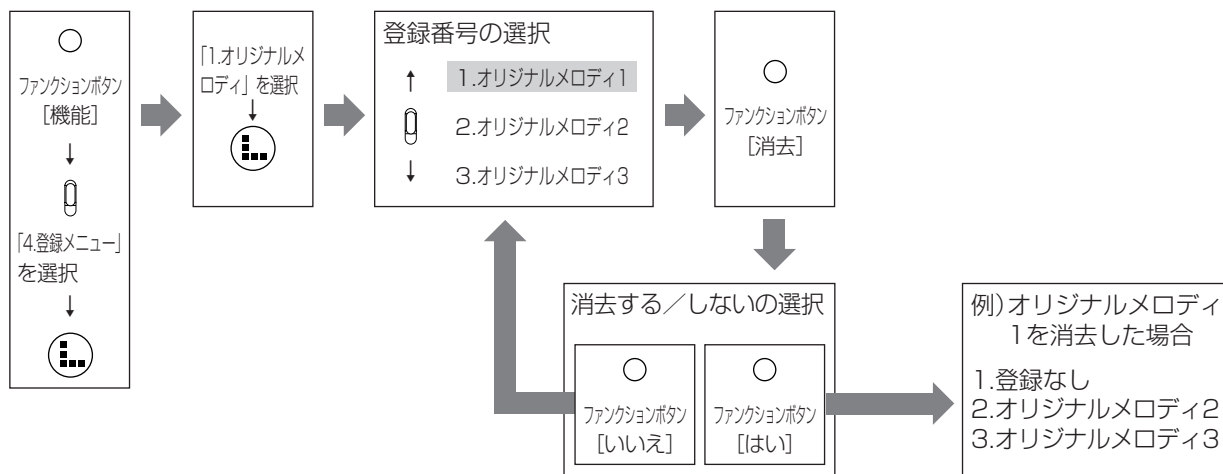 ファンクションボタン
[機能]
「4.登録メニュー」
を選択
「1.オリジナルメ
ロディ」を選択
登録番号の選択
1.オリジナルメロディ1
2.オリジナルメロディ2
3.オリジナルメロディ3
ファンクションボタン
[消去]
消去する／しないの選択
ファンクションボタン
[いいえ]
ファンクションボタン
[はい]
例)オリジナルメロディ
1を消去した場合
1.登録なし
2.オリジナルメロディ2
3.オリジナルメロディ3